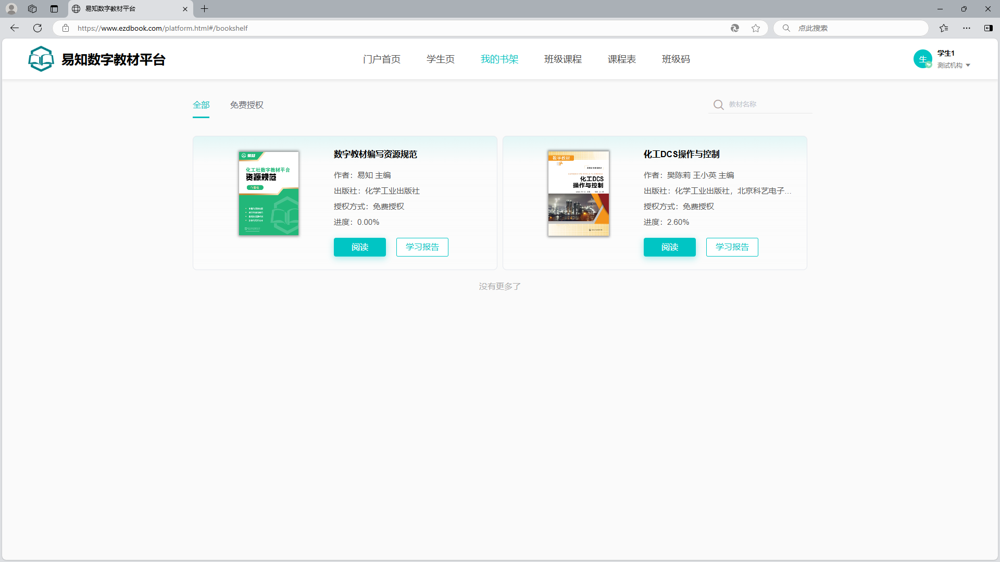 易知数字教材平台
https://www.ezdbook.com/platform.html#/bookshelf
点此搜索
易知数字教材平台
门户首页 学生页 我的书架 班级课程 课程表 班级码
生
学生1
测试机构
全部 免费授权
教材名称
易知
化工社数字教材平台
资源规范
数字教材编写资源规范
作者：易知 主编
出版社：化学工业出版社
授权方式：免费授权
进度：0.00%
阅读 学习报告
数字教材
化工DCS
操作与控制
化工DCS操作与控制
作者：樊陈莉 王小英 主编
出版社：化学工业出版社，北京科艺电子...
授权方式：免费授权
进度：2.60%
阅读 学习报告
没有更多了